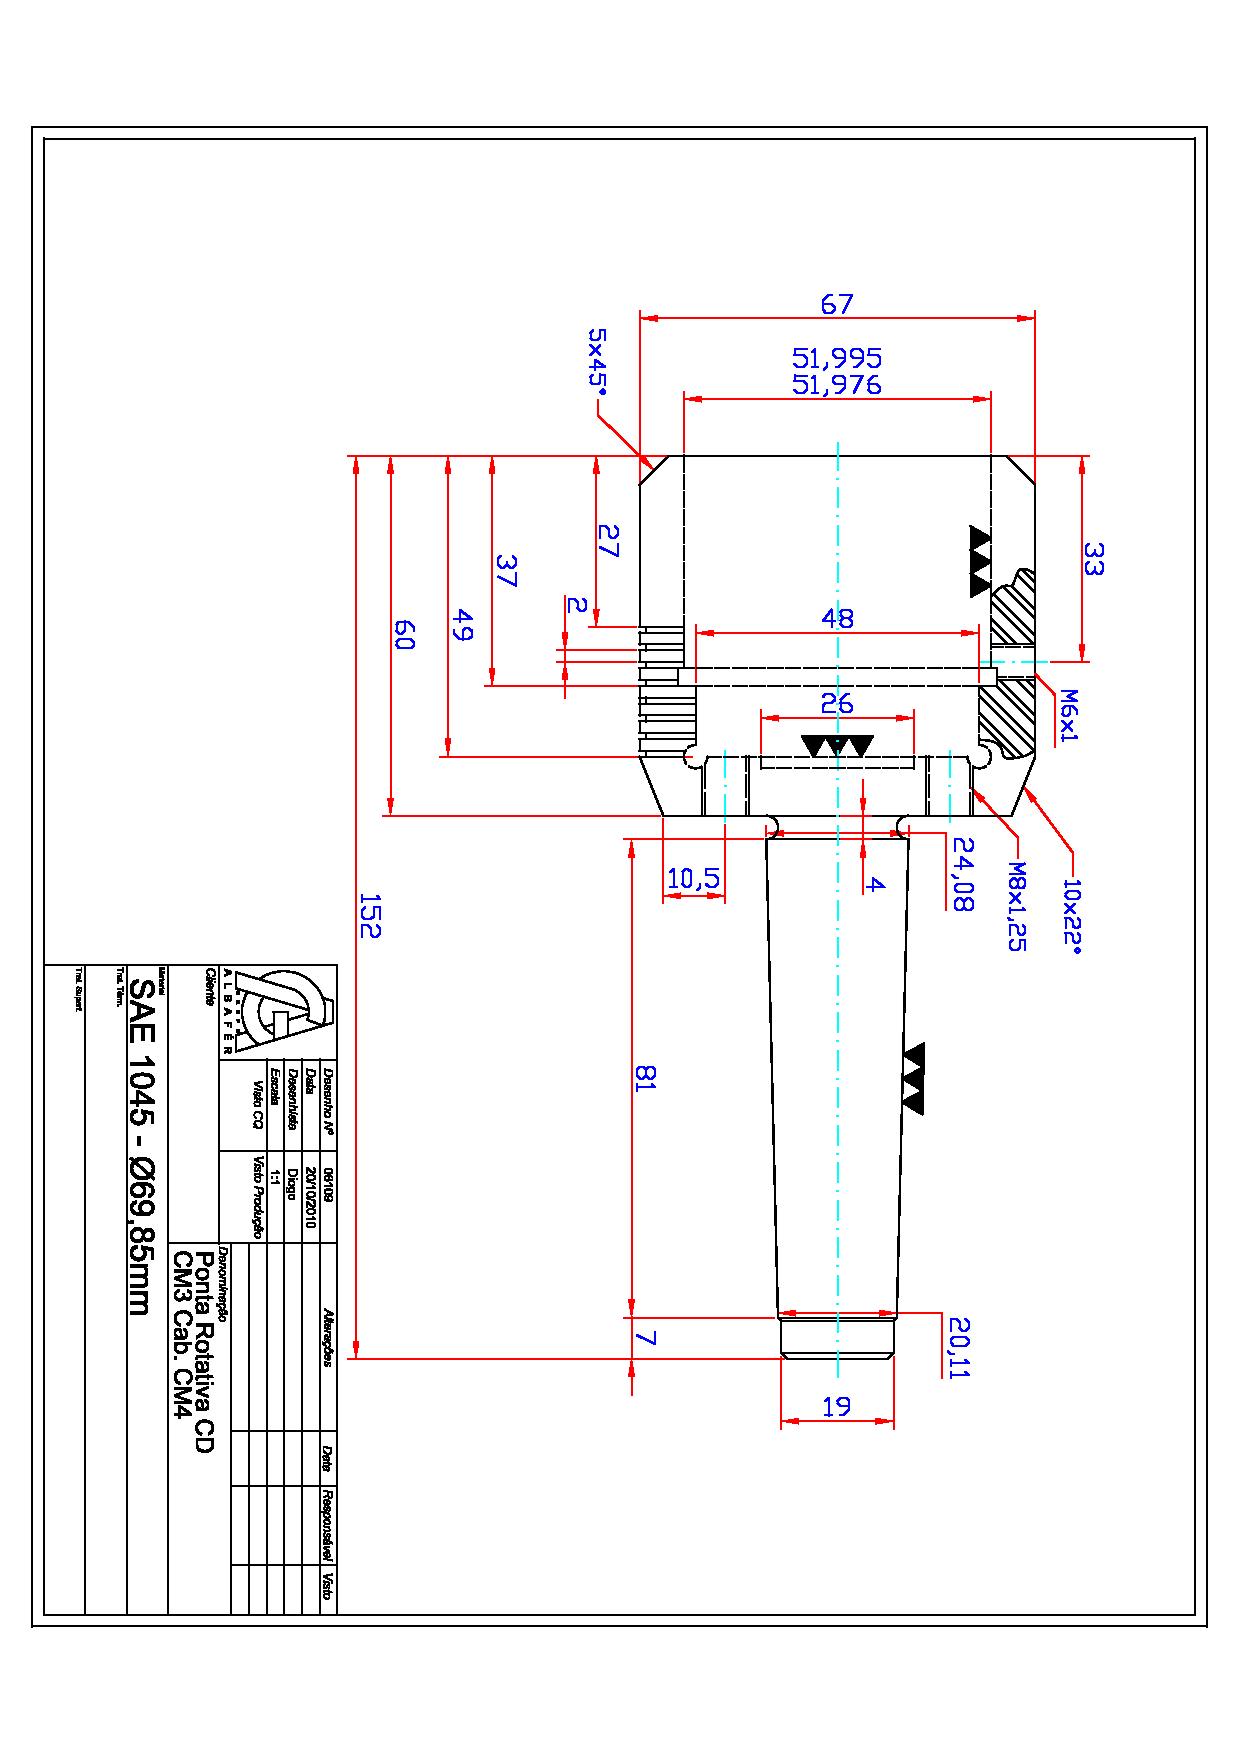 67
51,995
51,976
5x45°
33
27
37
2
49
60
48
26
M6x1
10,5
4
24,08
M8x1,25
10x22°
152
81
7
20,11
19
ALBAFER
Desenho Nº 06109
Data 20/10/2010
Desenhista Diogo
Escala 1:1
Visto CQ Visto Produção
Alterações Data Responsável Visto
Cliente
Denominação
Ponta Rotativa CD
CM3 Cab. CM4
Material
SAE 1045 - Ø69,85mm
Trat. Térm.
Trat. Superf.